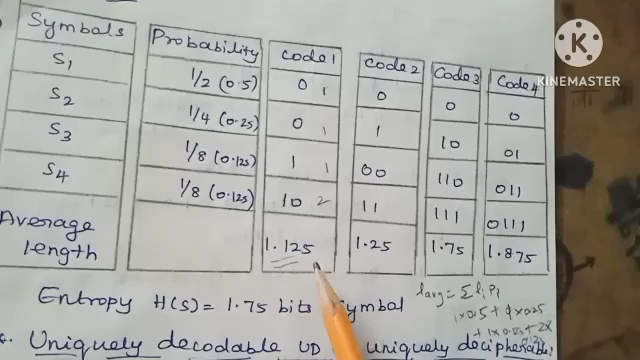 Symbols Probability Code 1 Code 2 Code 3 Code 4
S1 1/2 (0.5) 0 1 0 0 0
S2 1/4 (0.25) 0 1 1 10 01
S3 1/8 (0.125) 1 1 00 110 011
S4 1/8 (0.125) 10 2 11 111 0111
Average length 1.125 1.25 1.75 1.875
Entropy H(S) = 1.75 bits symbol
Lavg = Σ li Pi
1×0.5 + 1×0.25
Uniquely decodable UD uniquely decipherable
KINEMASTER